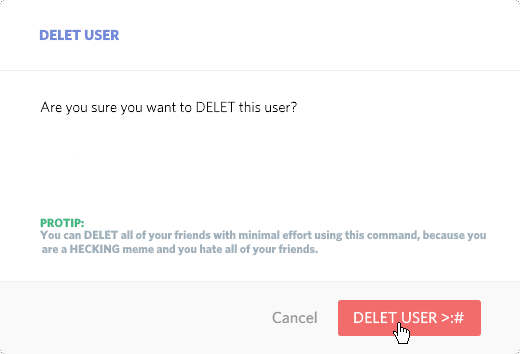 DELET USER
Are you sure you want to DELET this user?
PROTIP:
You can DELET all of your friends with minimal effort using this command, because you
are a HECKING meme and you hate all of your friends.
Cancel
DELET USER >:#